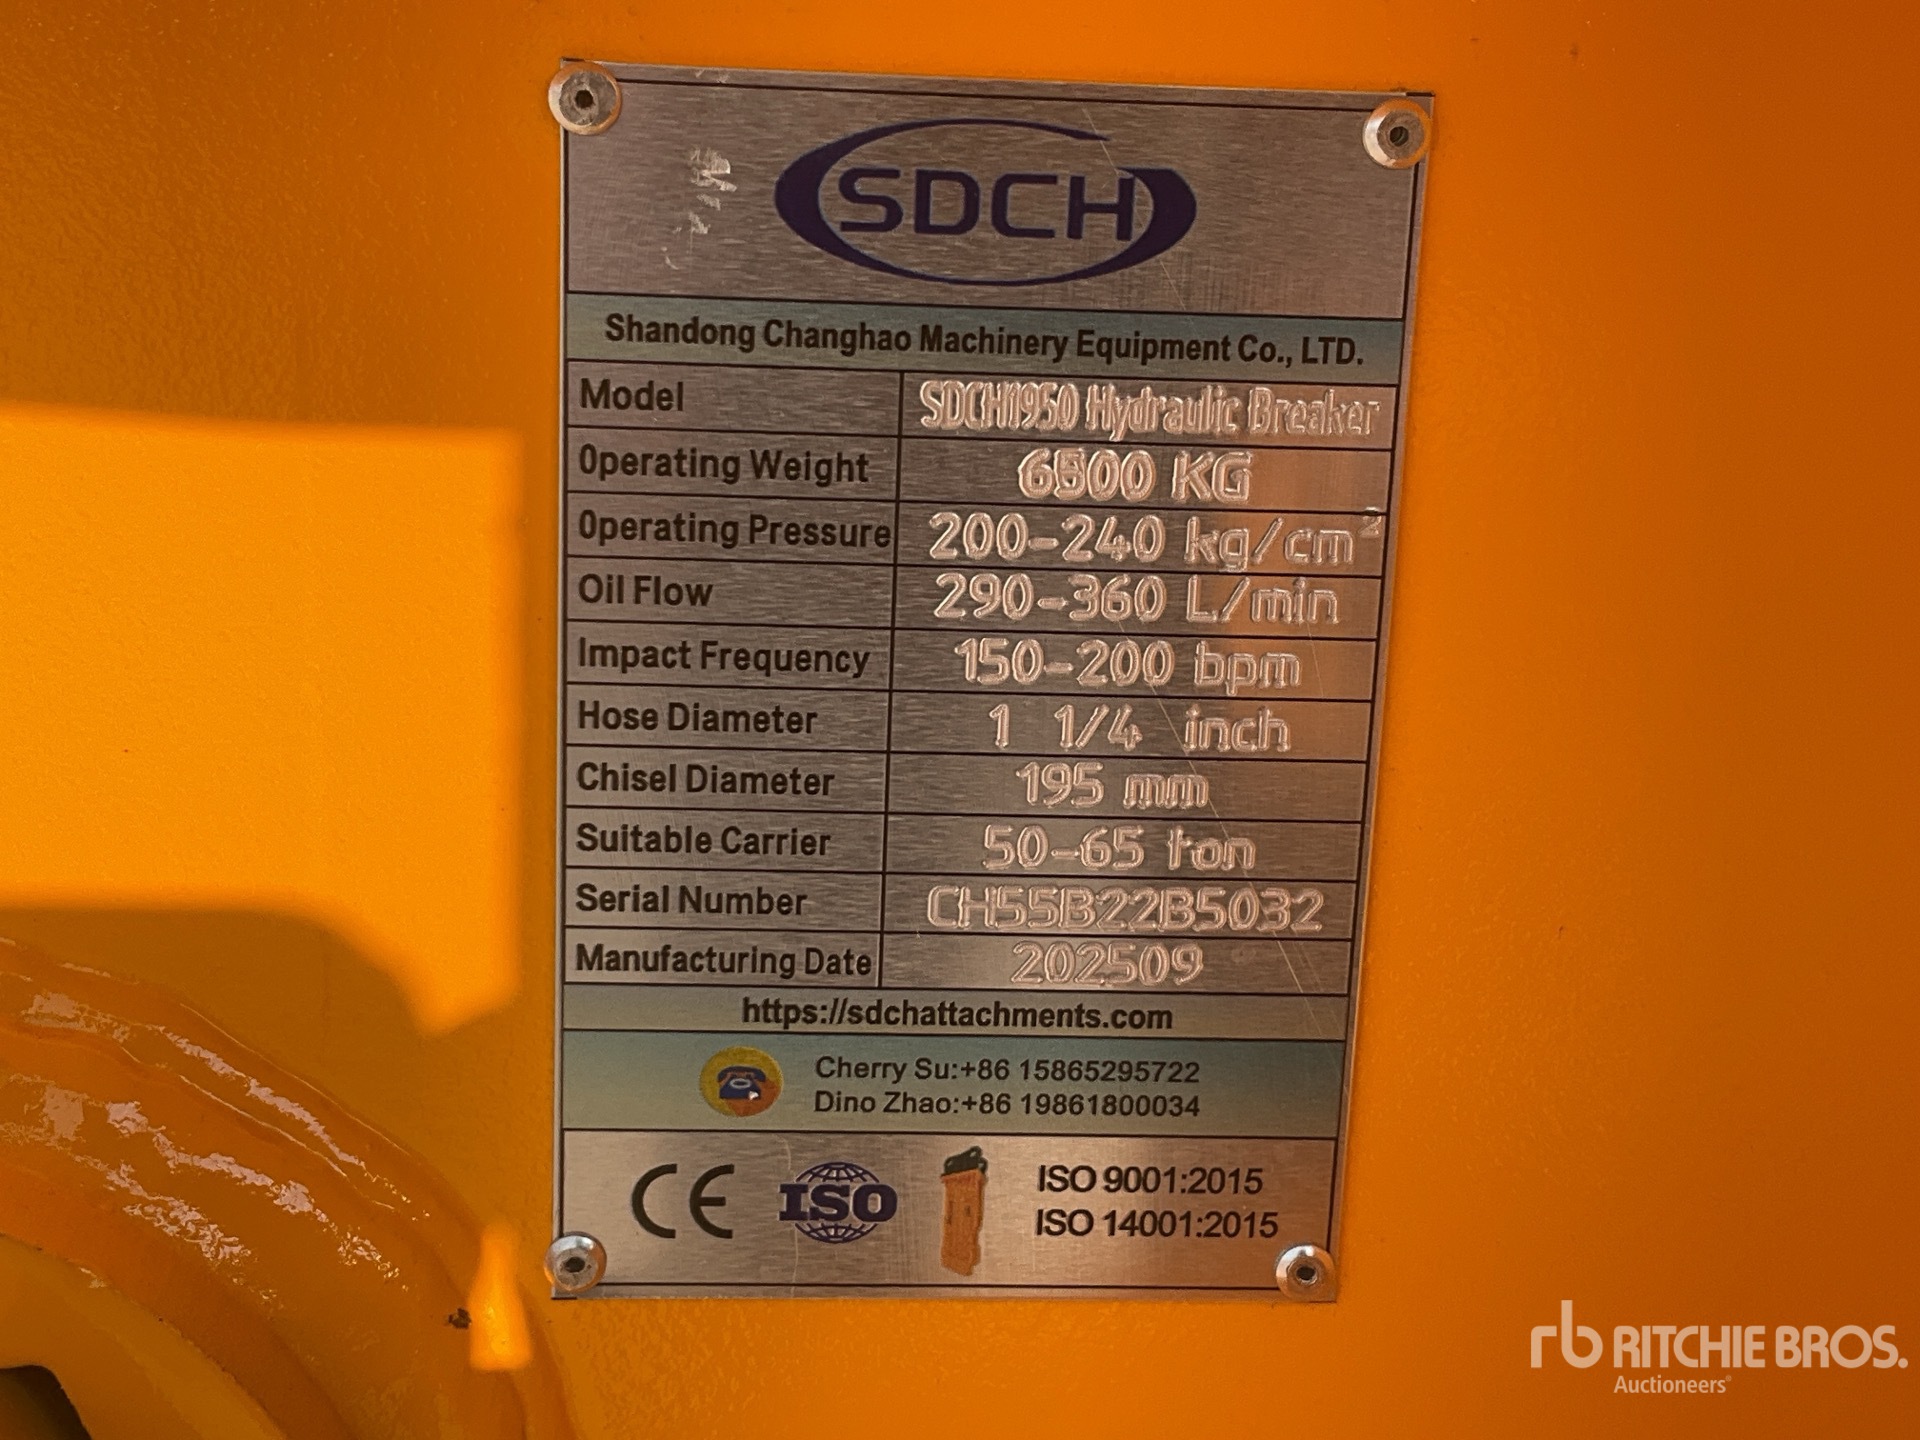 SDCH
Shandong Changhao Machinery Equipment Co., LTD.
Model SDCH1950 Hydraulic Breaker
Operating Weight KG
Operating Pressure 200-240 kg/cm²
Oil Flow 290-360 L/min
Impact Frequency 150-200 bpm
Hose Diameter 1 1/4 inch
Chisel Diameter 195 mm
Suitable Carrier 50-65 ton
Serial Number CH55B22B5032
Manufacturing Date 202509
https://sdchattachments.com
Cherry Su:+86 15865295722
Dino Zhao:+86 19861800034
CE ISO ISO 9001:2015
ISO 14001:2015
rb RITCHIE BROS.
Auctioneers